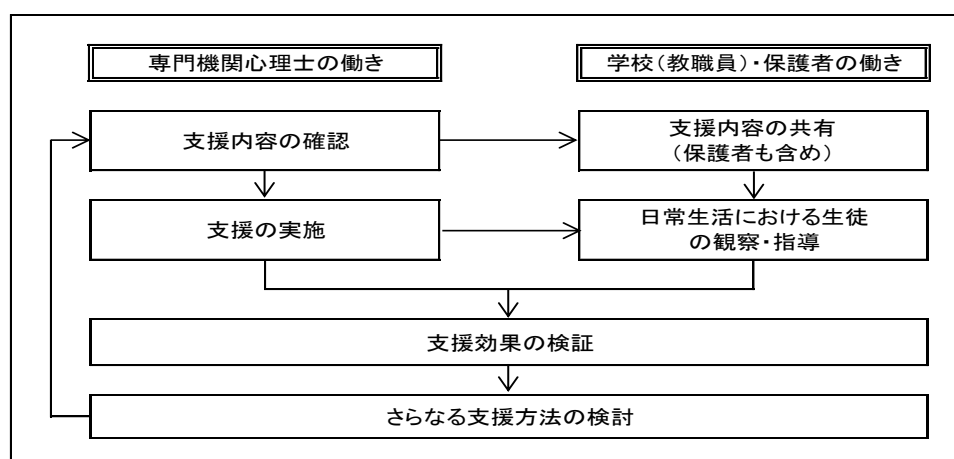 専門機関心理士の働き
学校(教職員)・保護者の働き
支援内容の確認
支援内容の共有
(保護者も含め)
支援の実施
日常生活における生徒
の観察・指導
支援効果の検証
さらなる支援方法の検討